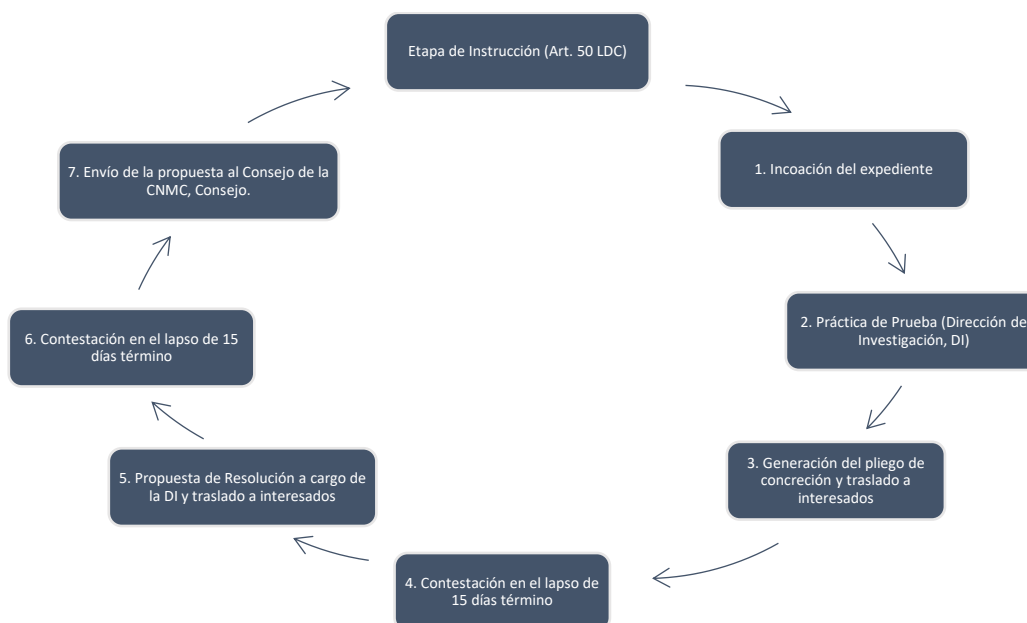 Etapa de Instrucción (Art. 50 LDC)
1. Incoación del expediente
2. Práctica de Prueba (Dirección de
Investigación, DI)
3. Generación del pliego de
concreción y traslado a
interesados
4. Contestación en el lapso de
15 días término
5. Propuesta de Resolución a cargo de
la DI y traslado a interesados
6. Contestación en el lapso de 15
días término
7. Envío de la propuesta al Consejo de la
CNMC, Consejo.